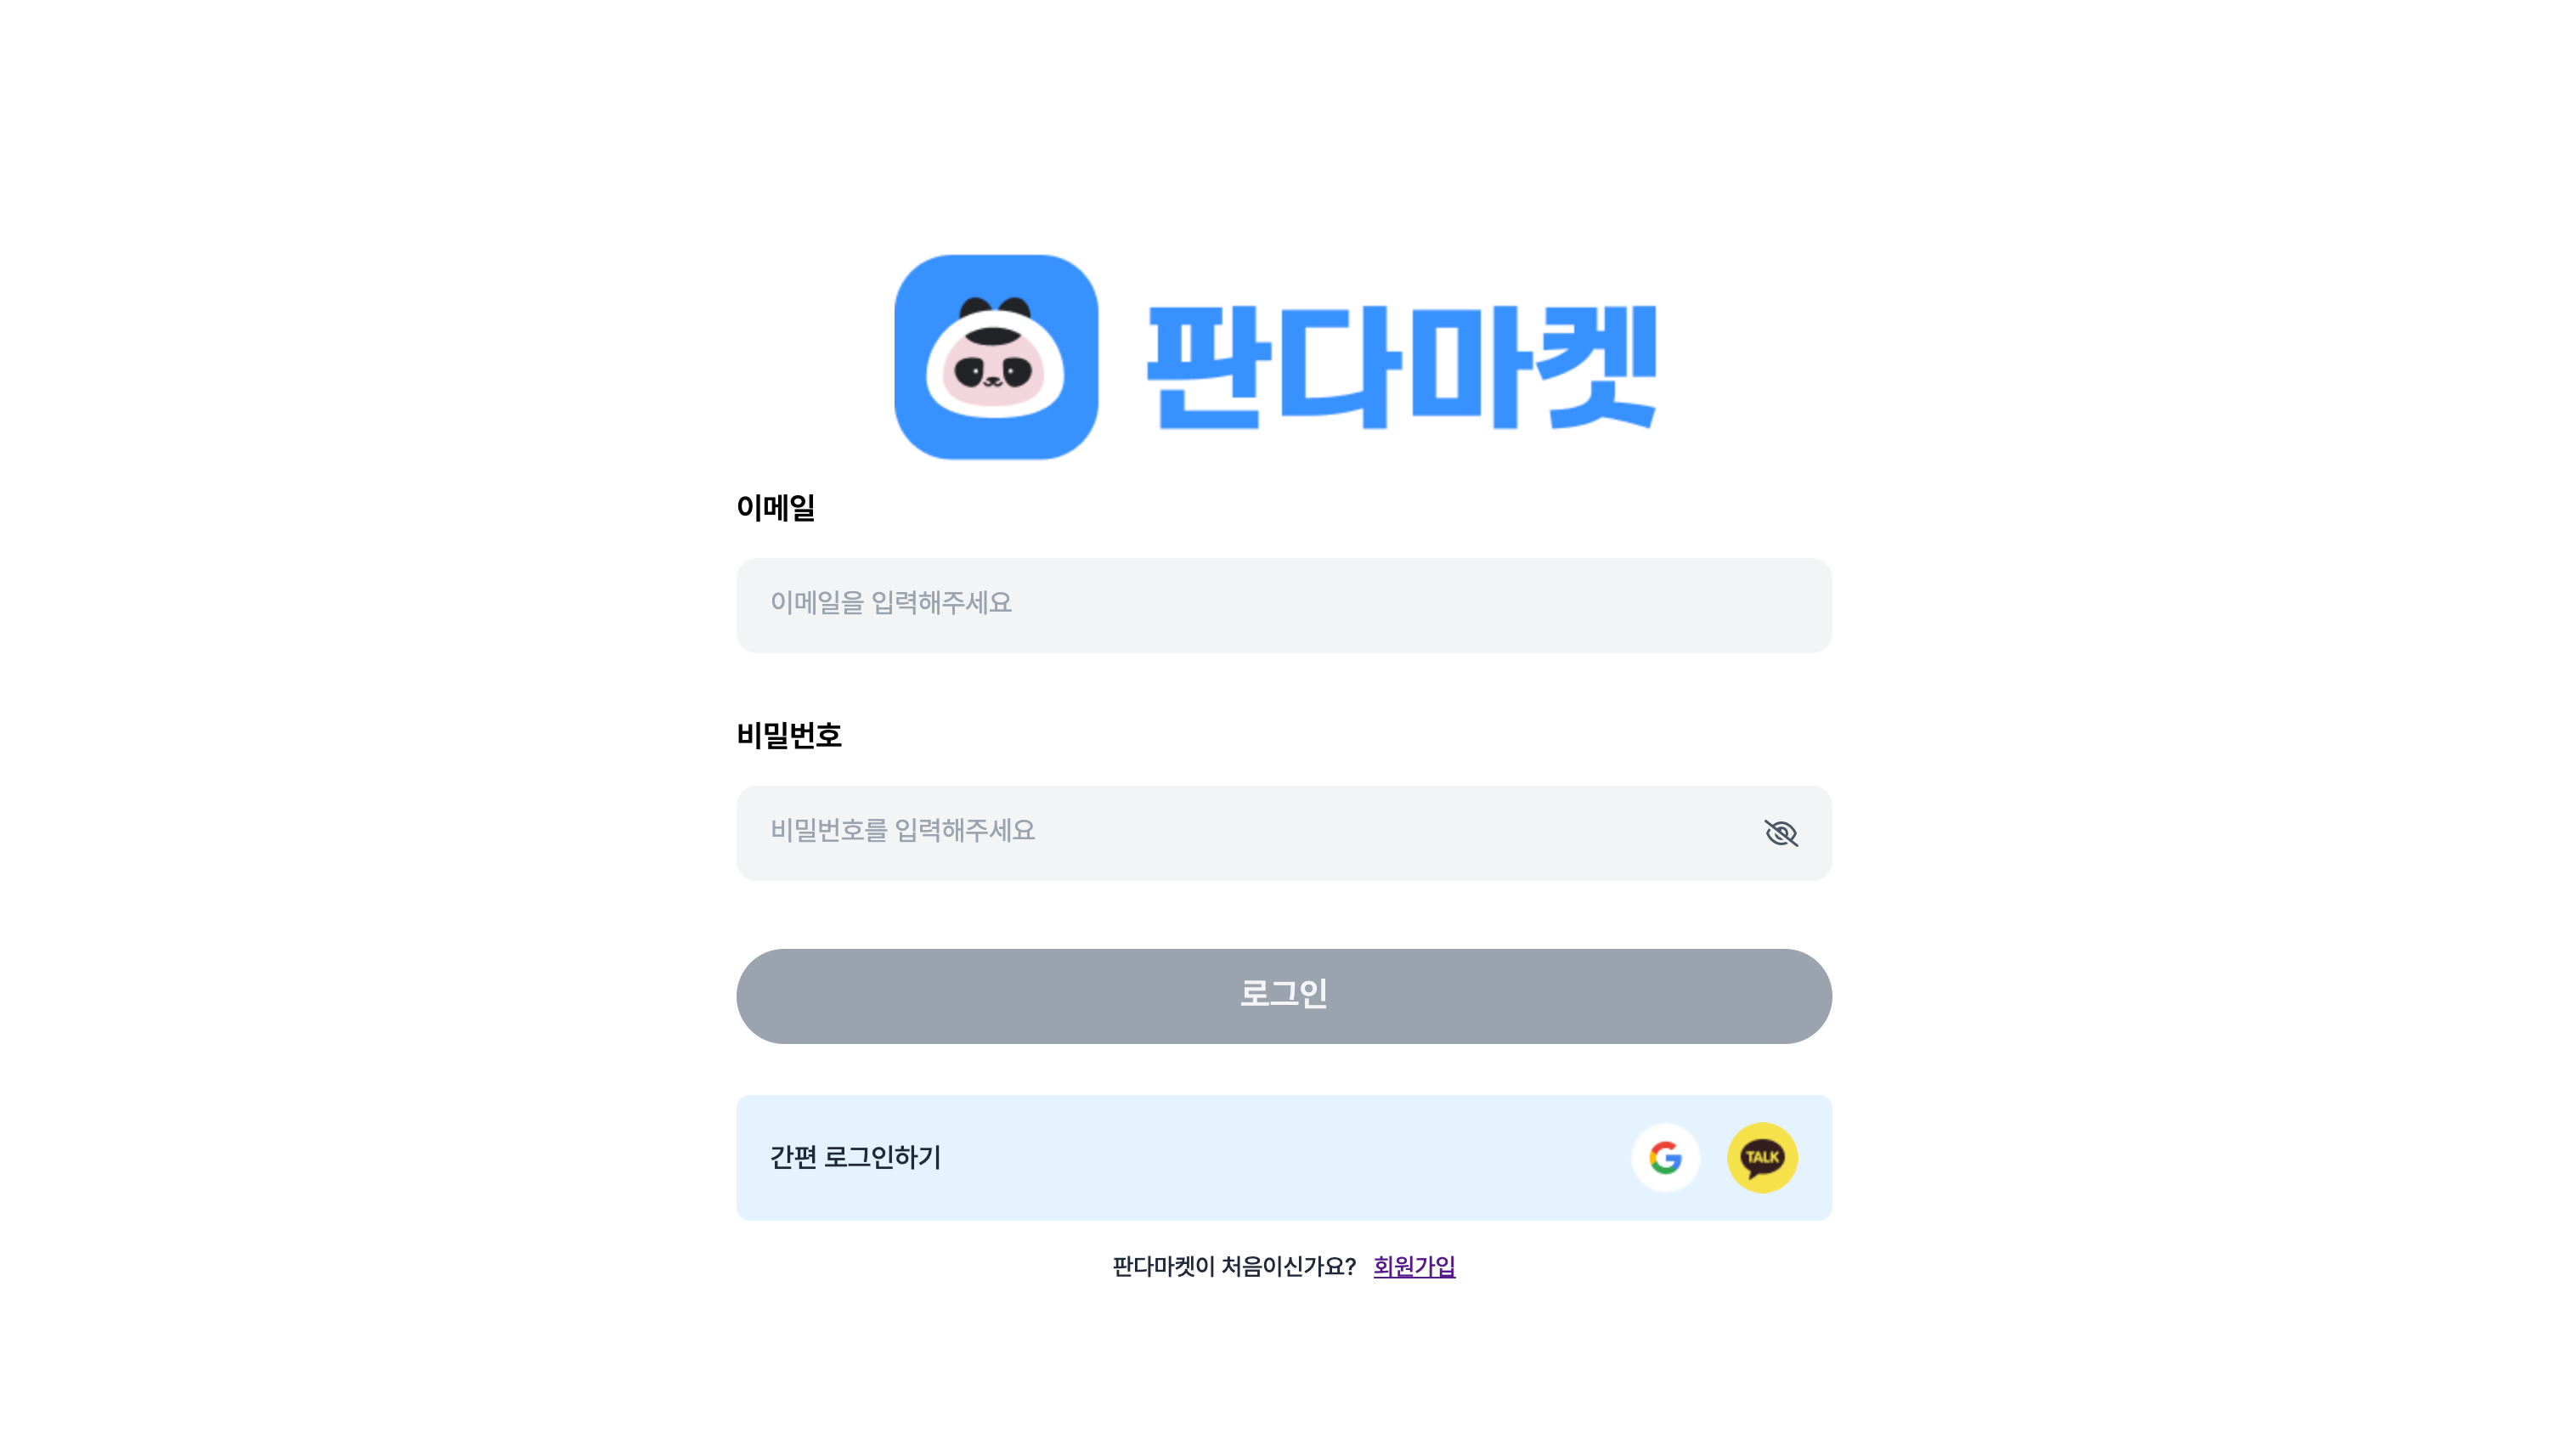 판다마켓
이메일
이메일을 입력해주세요
비밀번호
비밀번호를 입력해주세요
로그인
간편 로그인하기
G
TALK
판다마켓이 처음이신가요? 회원가입